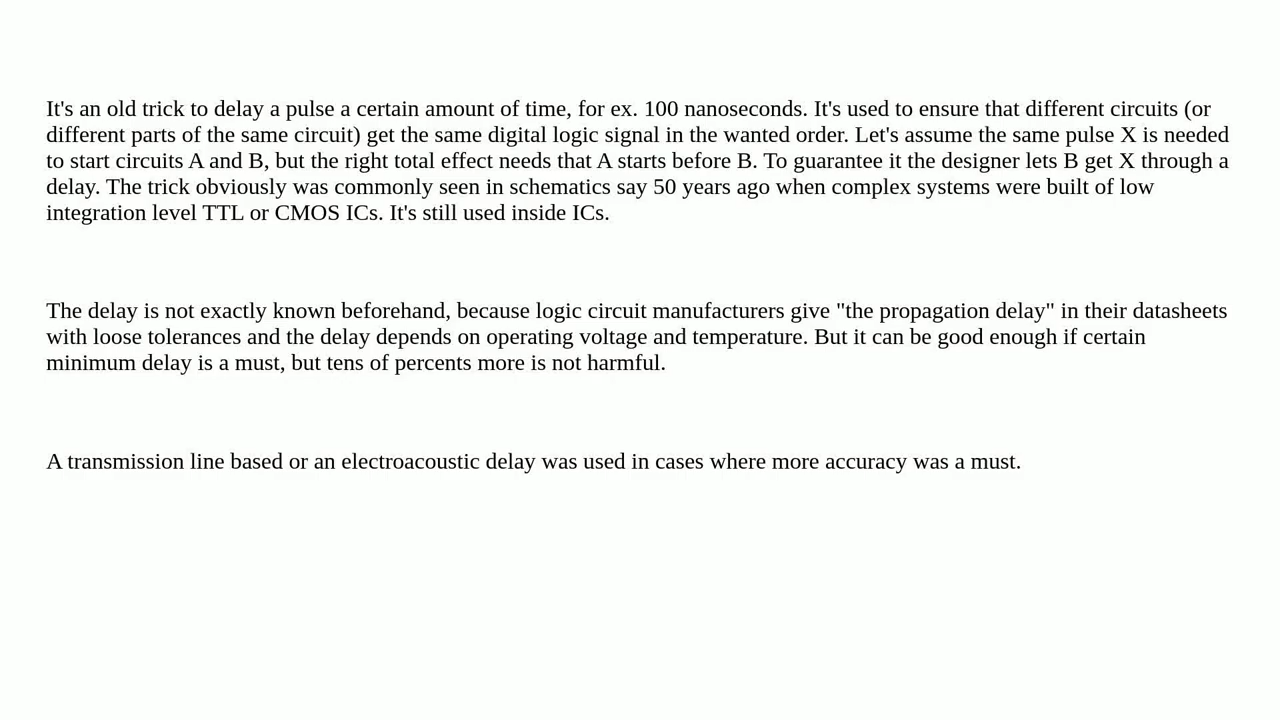 It's an old trick to delay a pulse a certain amount of time, for ex. 100 nanoseconds. It's used to ensure that different circuits (or
different parts of the same circuit) get the same digital logic signal in the wanted order. Let's assume the same pulse X is needed
to start circuits A and B, but the right total effect needs that A starts before B. To guarantee it the designer lets B get X through a
delay. The trick obviously was commonly seen in schematics say 50 years ago when complex systems were built of low
integration level TTL or CMOS ICs. It's still used inside ICs.
The delay is not exactly known beforehand, because logic circuit manufacturers give "the propagation delay" in their datasheets
with loose tolerances and the delay depends on operating voltage and temperature. But it can be good enough if certain
minimum delay is a must, but tens of percents more is not harmful.
A transmission line based or an electroacoustic delay was used in cases where more accuracy was a must.